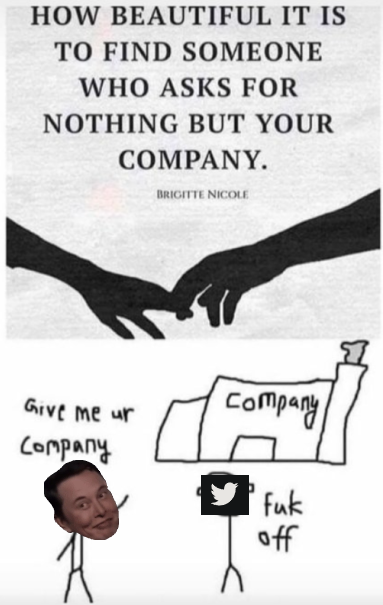 HOW BEAUTIFUL IT IS
TO FIND SOMEONE
WHO ASKS FOR
NOTHING BUT YOUR
COMPANY.
BRIGITTE NICOLE
Give me ur
Company
Company
fuk
off